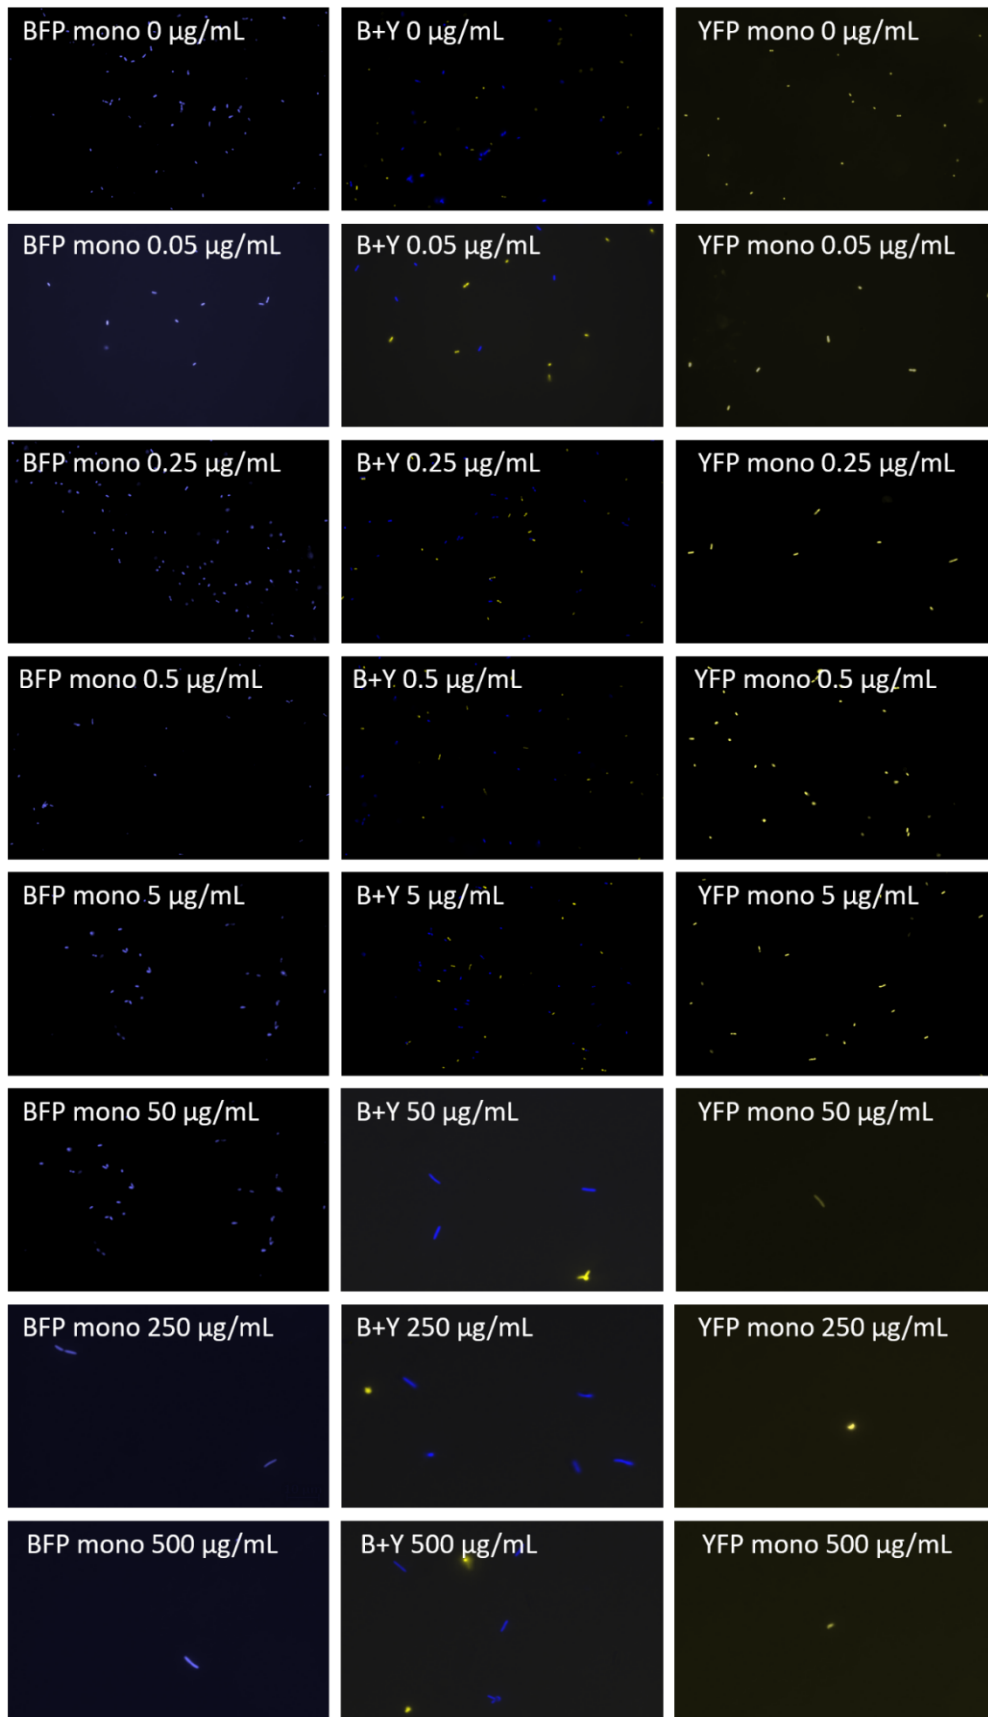 BFP mono 0 µg/mL
B+Y 0 µg/mL
YFP mono 0 µg/mL
BFP mono 0.05 µg/mL
B+Y 0.05 µg/mL
YFP mono 0.05 µg/mL
BFP mono 0.25 µg/mL
B+Y 0.25 µg/mL
YFP mono 0.25 µg/mL
BFP mono 0.5 µg/mL
B+Y 0.5 µg/mL
YFP mono 0.5 µg/mL
BFP mono 5 µg/mL
B+Y 5 µg/mL
YFP mono 5 µg/mL
BFP mono 50 µg/mL
B+Y 50 µg/mL
YFP mono 50 µg/mL
BFP mono 250 µg/mL
B+Y 250 µg/mL
YFP mono 250 µg/mL
BFP mono 500 µg/mL
B+Y 500 µg/mL
YFP mono 500 µg/mL